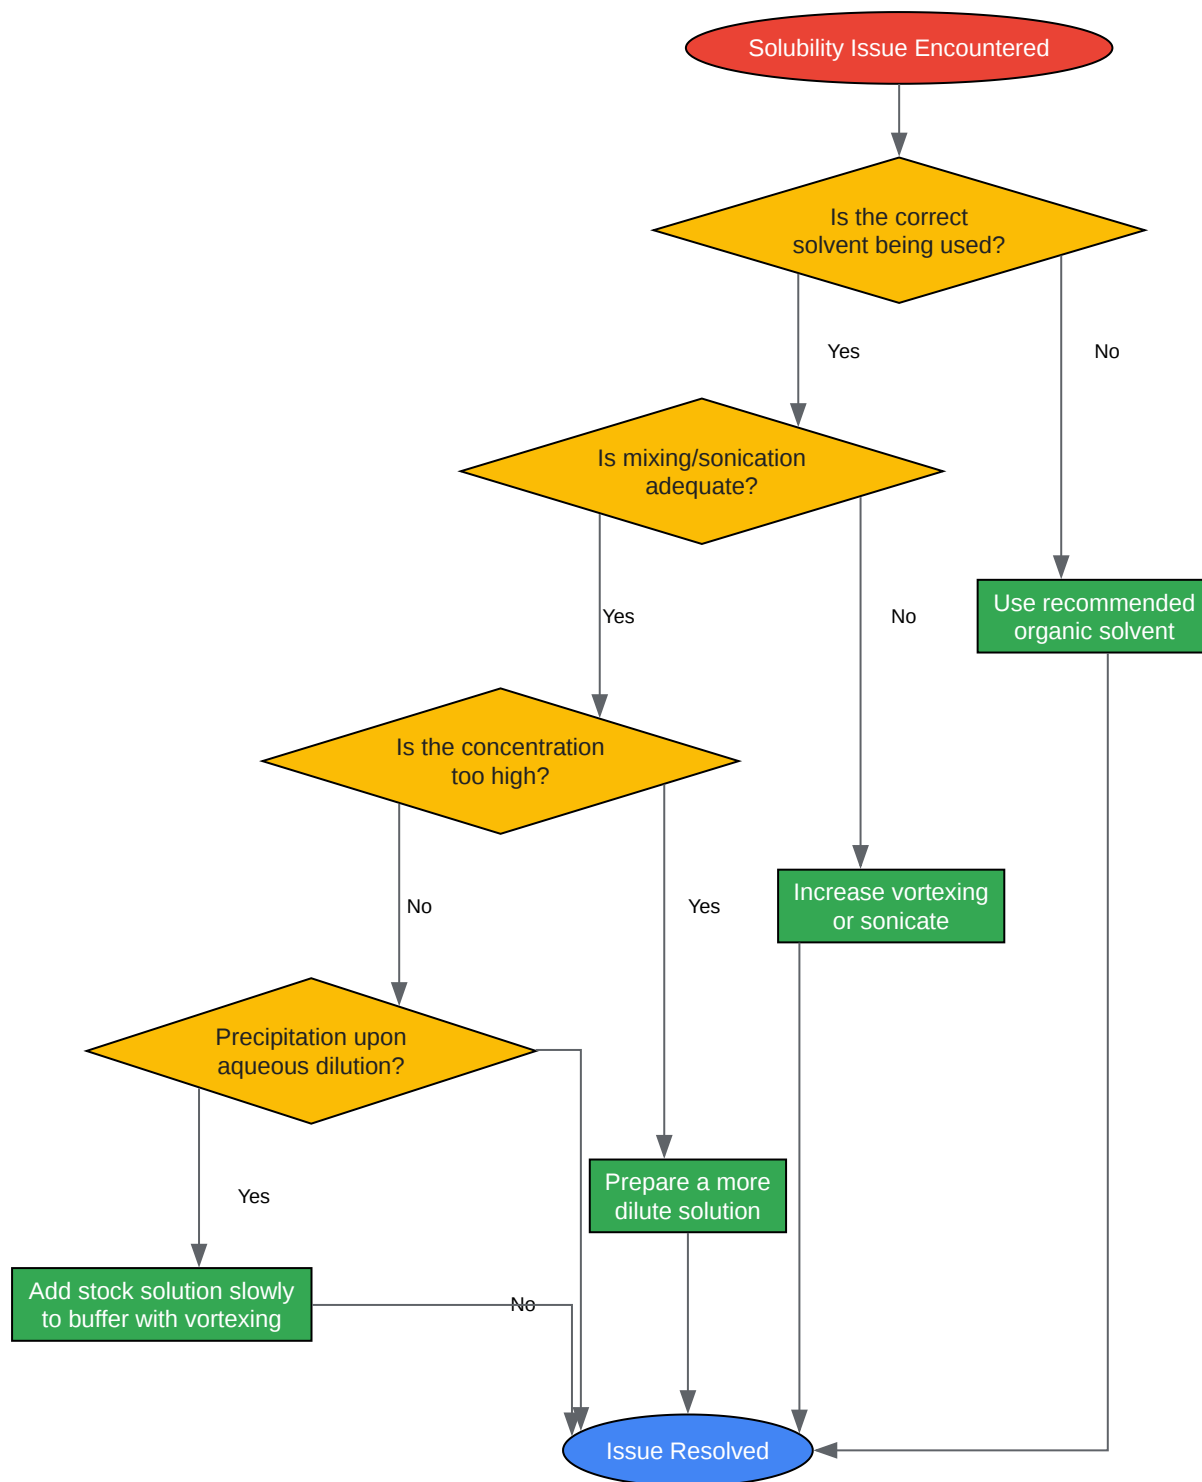 Solubility Issue Encountered
Is the correct
solvent being used?
Yes
No
Is mixing/sonication
adequate?
Use recommended
organic solvent
Yes
No
Is the concentration
too high?
Increase vortexing
or sonicate
No
Yes
Precipitation upon
aqueous dilution?
Prepare a more
dilute solution
Yes
Add stock solution slowly
to buffer with vortexing
No
Issue Resolved